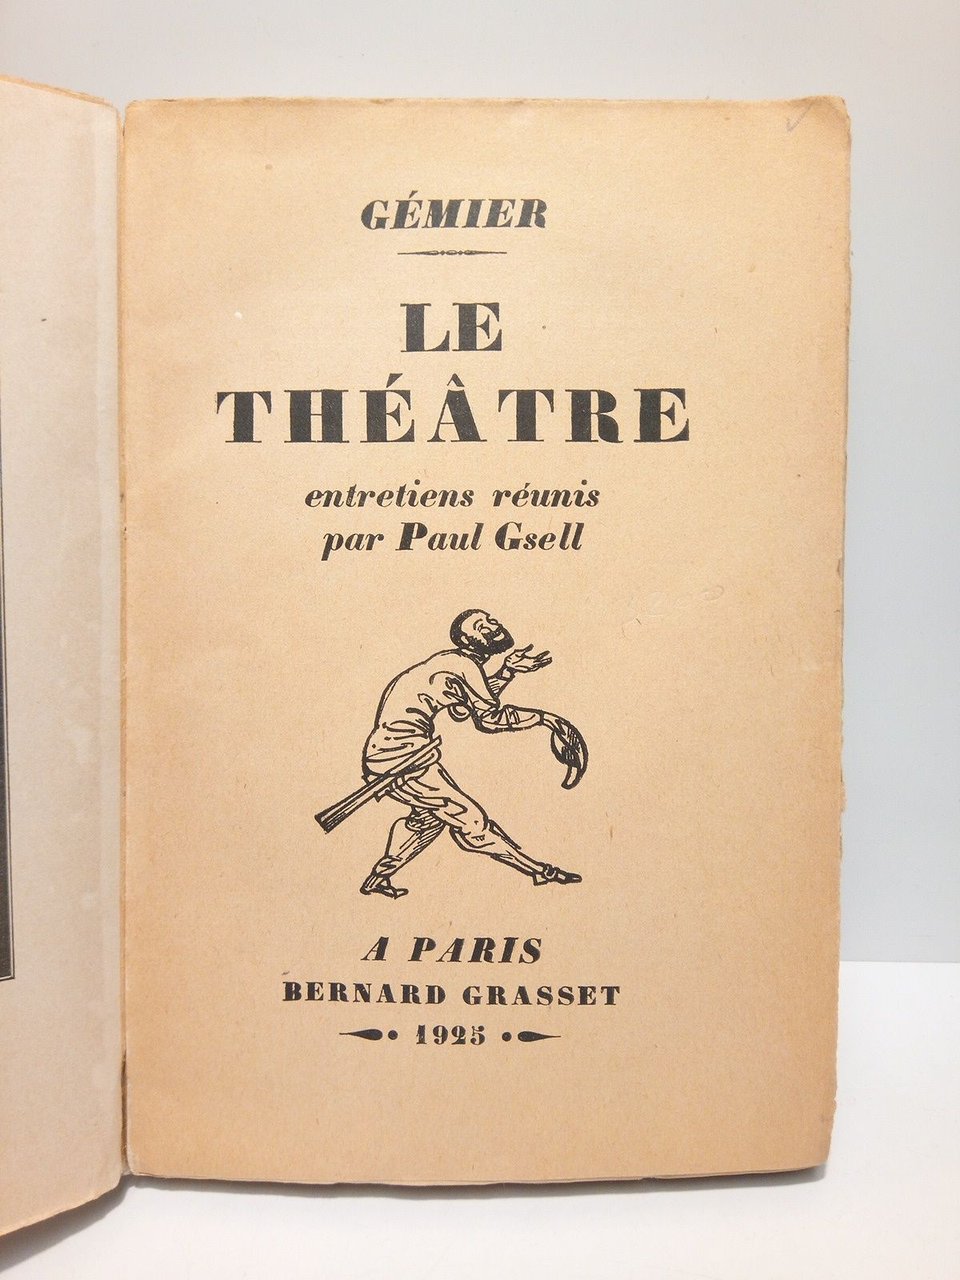 GÉMIER
LE
THÉÂTRE
entretiens réunis
par Paul Gsell
A PARIS
BERNARD GRASSET
1925